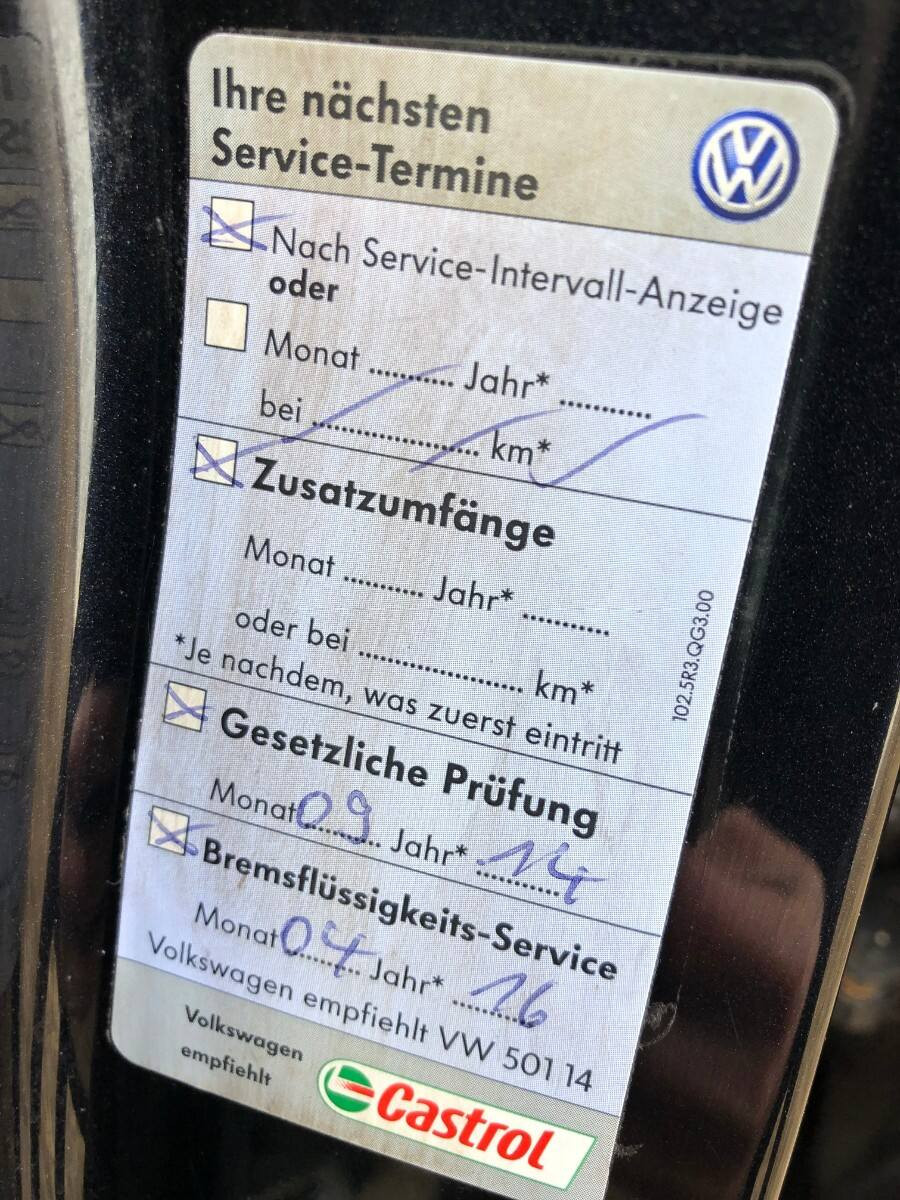 Ihre nächsten
Service-Termine
Nach Service-Intervall-Anzeige
oder
Monat ............ Jahr* ............
bei ...................... km*
Zusatzumfänge
Monat ............ Jahr* ............
oder bei ...................... km*
*Je nachdem, was zuerst eintritt
Gesetzliche Prüfung
Monat 09 Jahr* 14
Bremsflüssigkeits-Service
Monat 04 Jahr* 16
Volkswagen empfiehlt VW 501 14
Volkswagen
empfiehlt
Castrol
102.5R3.QG3.00